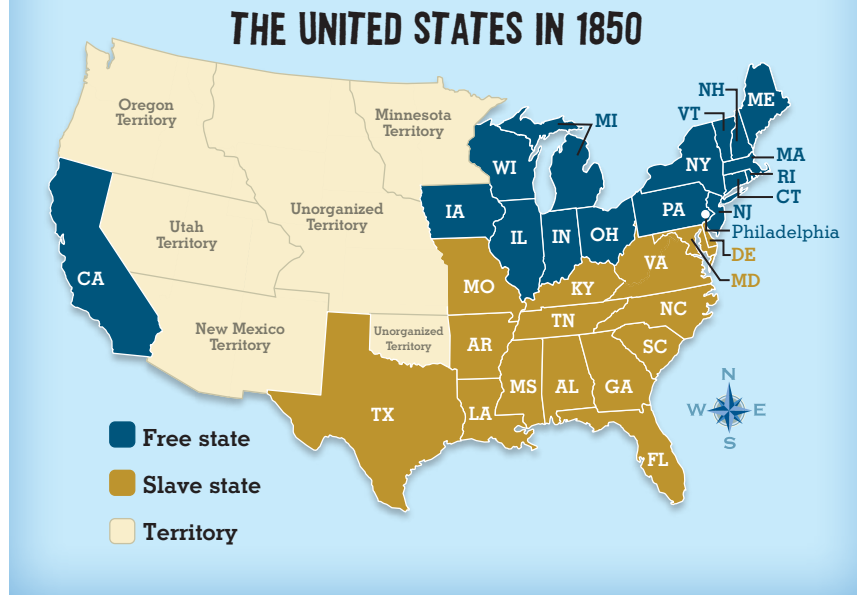 THE UNITED STATES IN 1850
Oregon
Territory
Minnesota
Territory
MI
NH
VT
ME
WI
NY
MA
RI
CT
Unorganized
Territory
IA
PA
NJ
Philadelphia
Utah
Territory
IL
IN
OH
DE
CA
MO
KY
VA
MD
New Mexico
Territory
Unorganized
Territory
AR
TN
NC
SC
MS
AL
GA
TX
LA
FL
N
W
E
S
Free state
Slave state
Territory